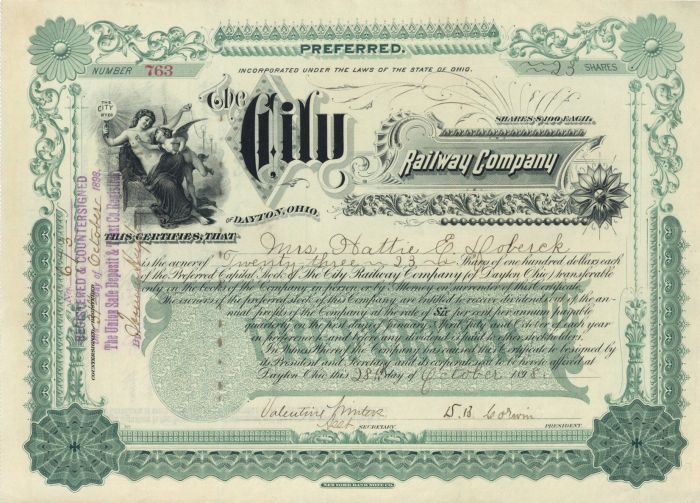 PREFERRED.
NUMBER 763
INCORPORATED UNDER THE LAWS OF THE STATE OF OHIO.
23 SHARES
The City
SHARES $100 EACH.
Railway Company
OF DAYTON, OHIO.
THIS CERTIFIES, THAT Mrs. Hattie E.
is the owner of Twenty three 23 Shares of one hundred dollars each
of the Preferred Capital Stock of The City Railway Company (of Dayton Ohio) transferable
only on the books of the Company in person, or by Attorney on surrender of this Certificate.
The owners of the preferred stock of this Company are entitled to receive dividends out of the an-
nual profits of the Company at the rate of Six per cent per annum payable
quarterly on the first days of January, April, July and October of each year
in preference to and before any dividend is paid to other stockholders.
In Witness Whereof the Company has caused this Certificate to be signed by
its President and Secretary and its corporate seal to be hereto affixed at
Dayton Ohio this 28th day of October 1898
Valentine Winters
SECRETARY.
D. B. Corwin
PRESIDENT
REGISTERED & COUNTERSIGNED
October 1898.
The Union Safe Deposit & Trust Co.
NEW YORK BANK NOTE CO.